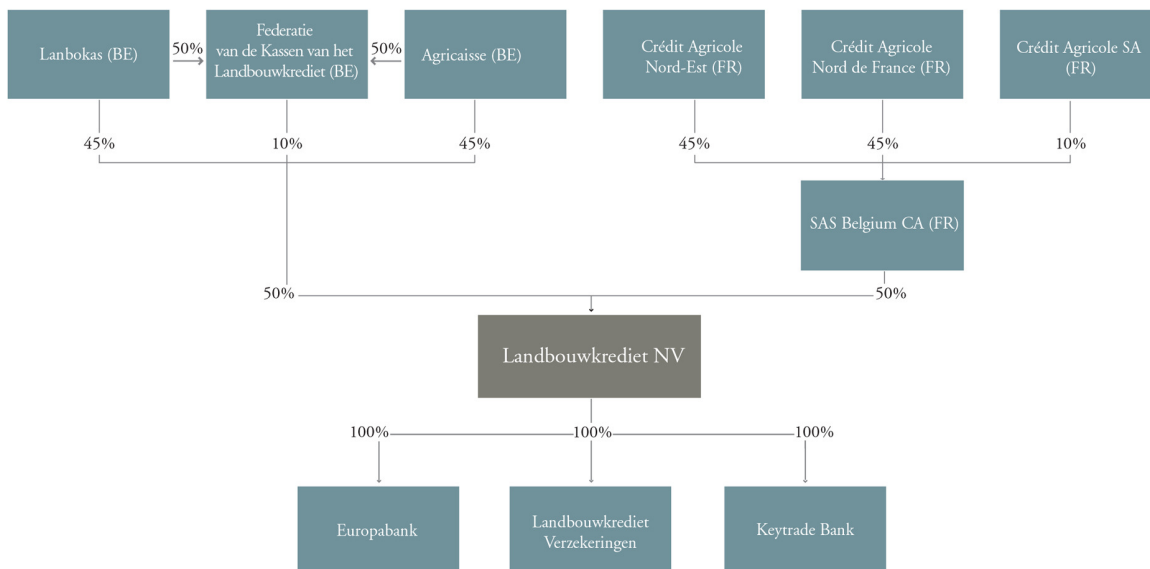 Lanbokas (BE)
50%
Federatie
van de Kassen van het
Landbouwkrediet (BE)
50%
Agricaisse (BE)
Crédit Agricole
Nord-Est (FR)
Crédit Agricole
Nord de France (FR)
Crédit Agricole SA
(FR)
45%
10%
45%
45%
45%
10%
SAS Belgium CA (FR)
50%
50%
Landbouwkrediet NV
100%
100%
100%
Europabank
Landbouwkrediet
Verzekeringen
Keytrade Bank